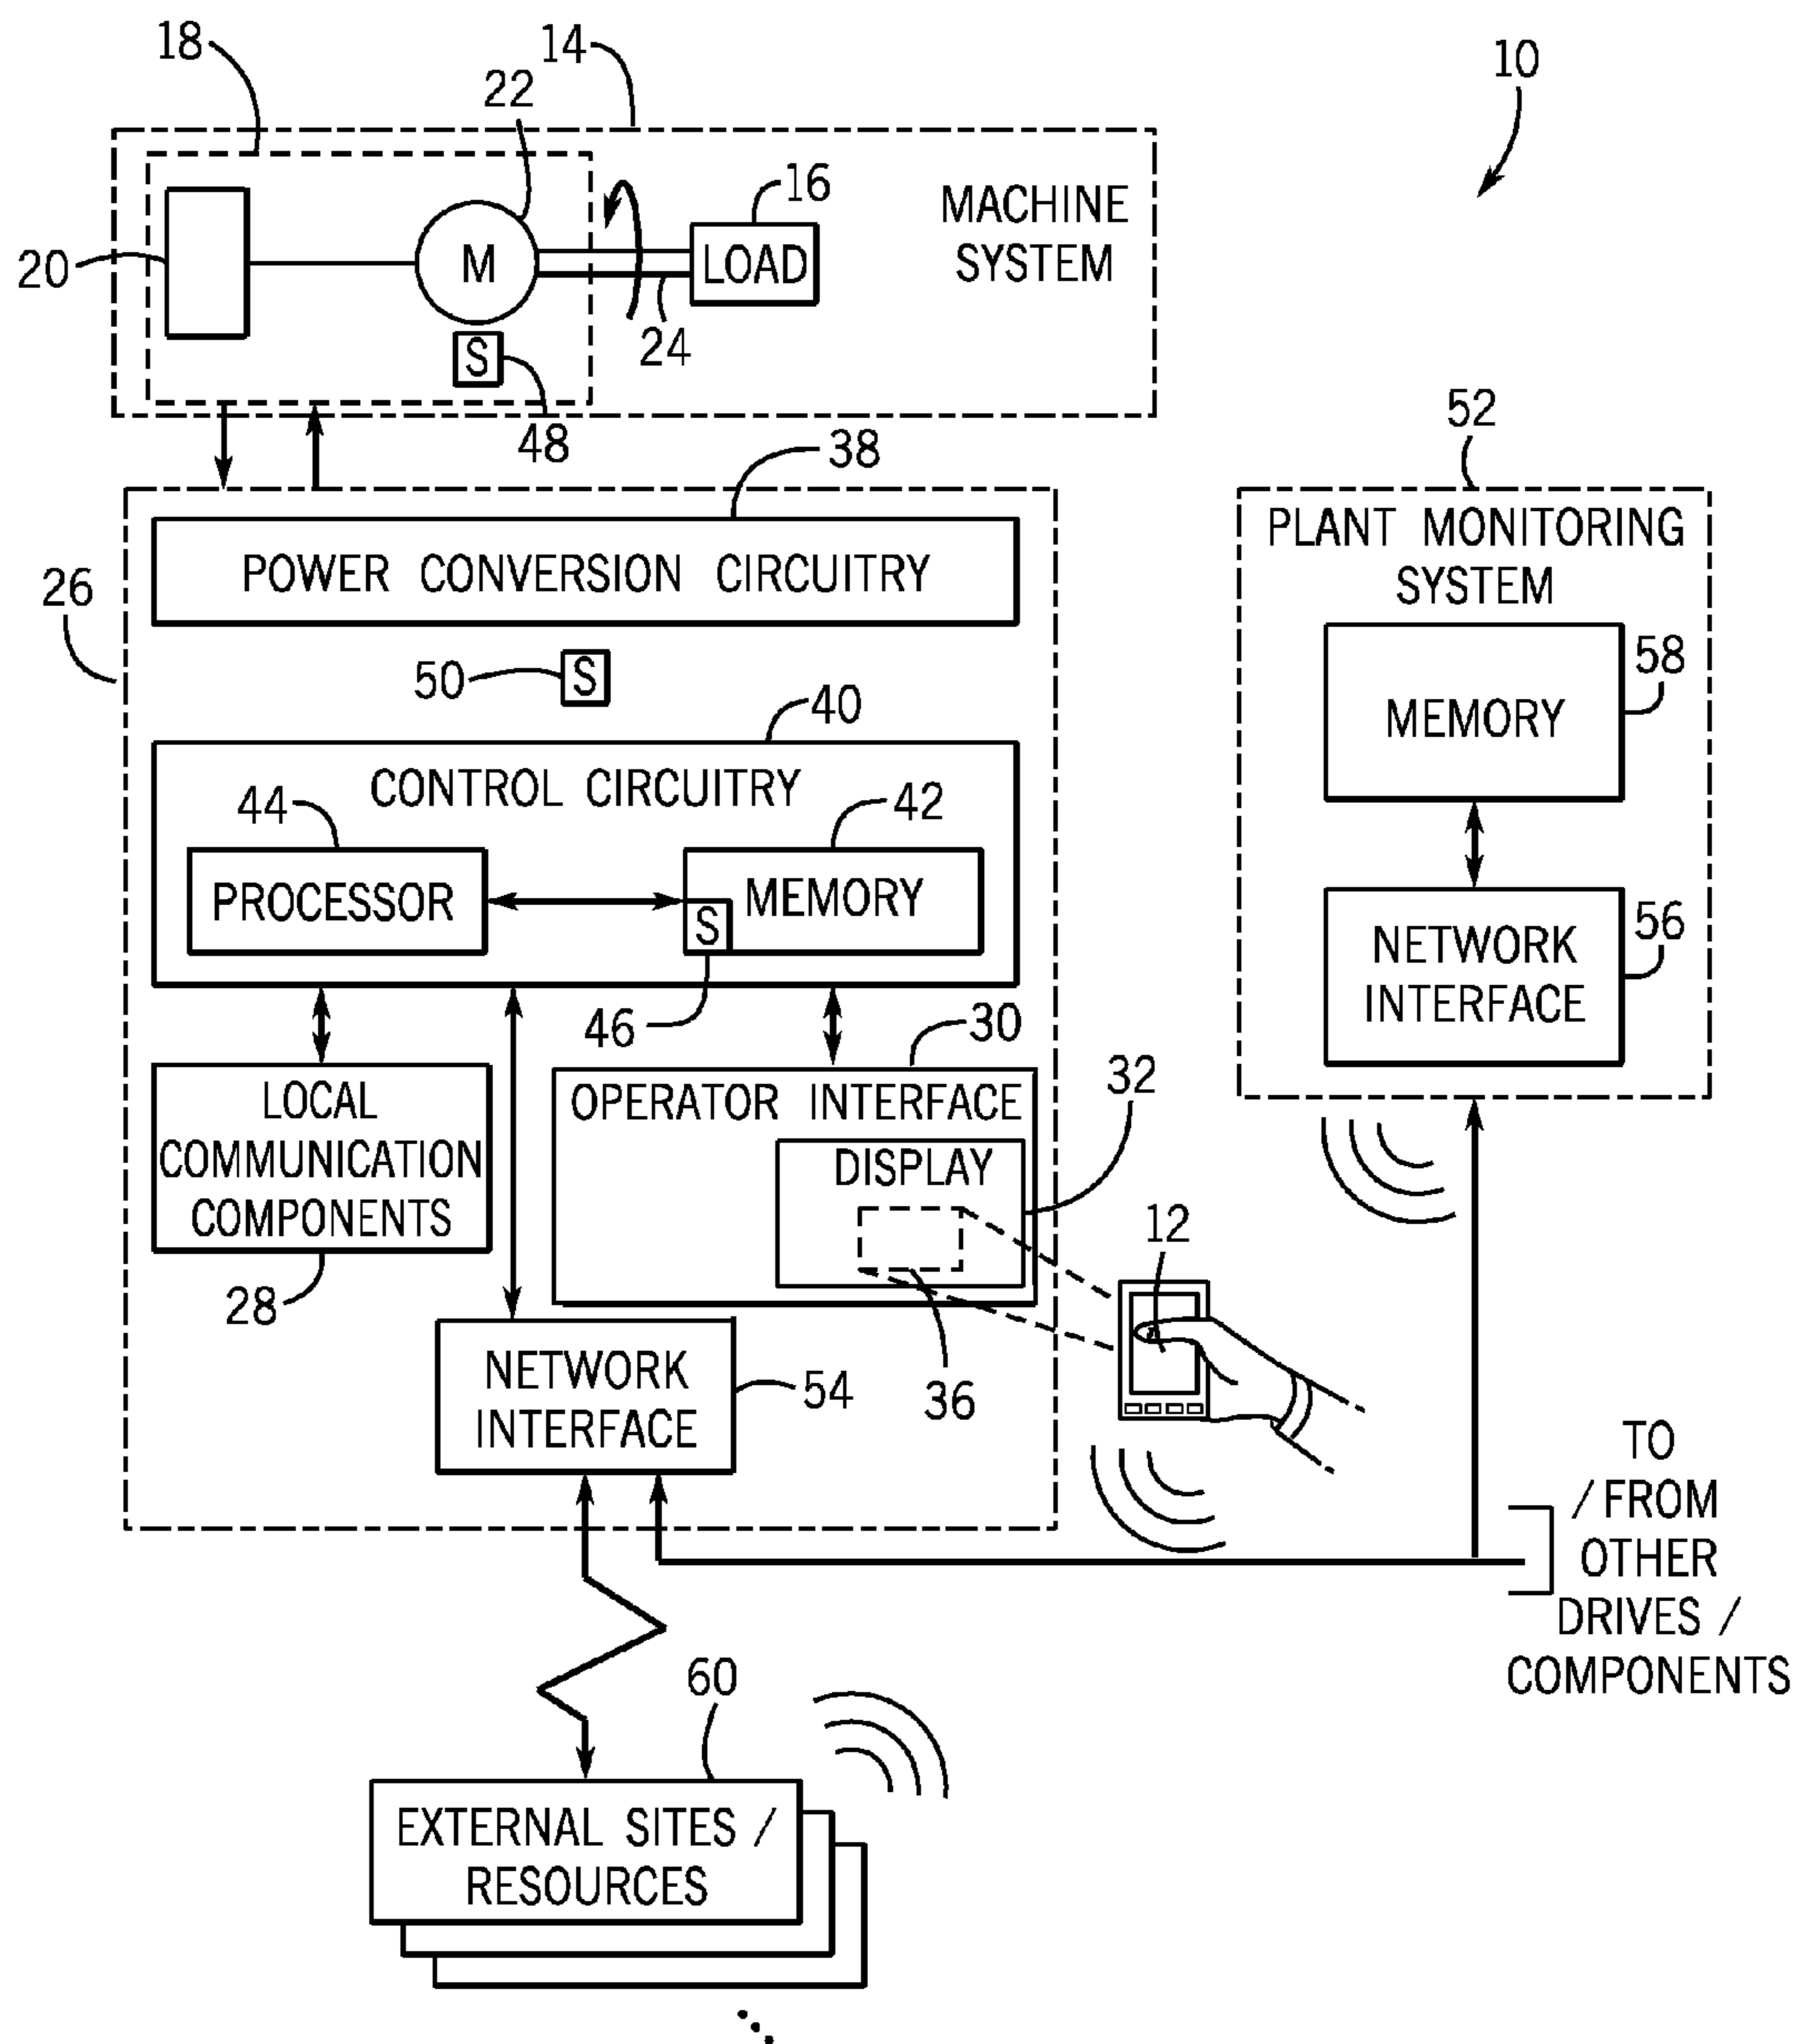 18
14
22
10
16
MACHINE
SYSTEM
20
M
LOAD
24
S
48
52
38
PLANT MONITORING
SYSTEM
POWER CONVERSION CIRCUITRY
26
58
50
S
MEMORY
40
CONTROL CIRCUITRY
44
42
PROCESSOR
MEMORY
S
56
NETWORK
INTERFACE
46
30
32
LOCAL
COMMUNICATION
COMPONENTS
OPERATOR INTERFACE
DISPLAY
12
28
36
NETWORK
INTERFACE
54
TO
/ FROM
OTHER
DRIVES /
COMPONENTS
60
EXTERNAL SITES /
RESOURCES